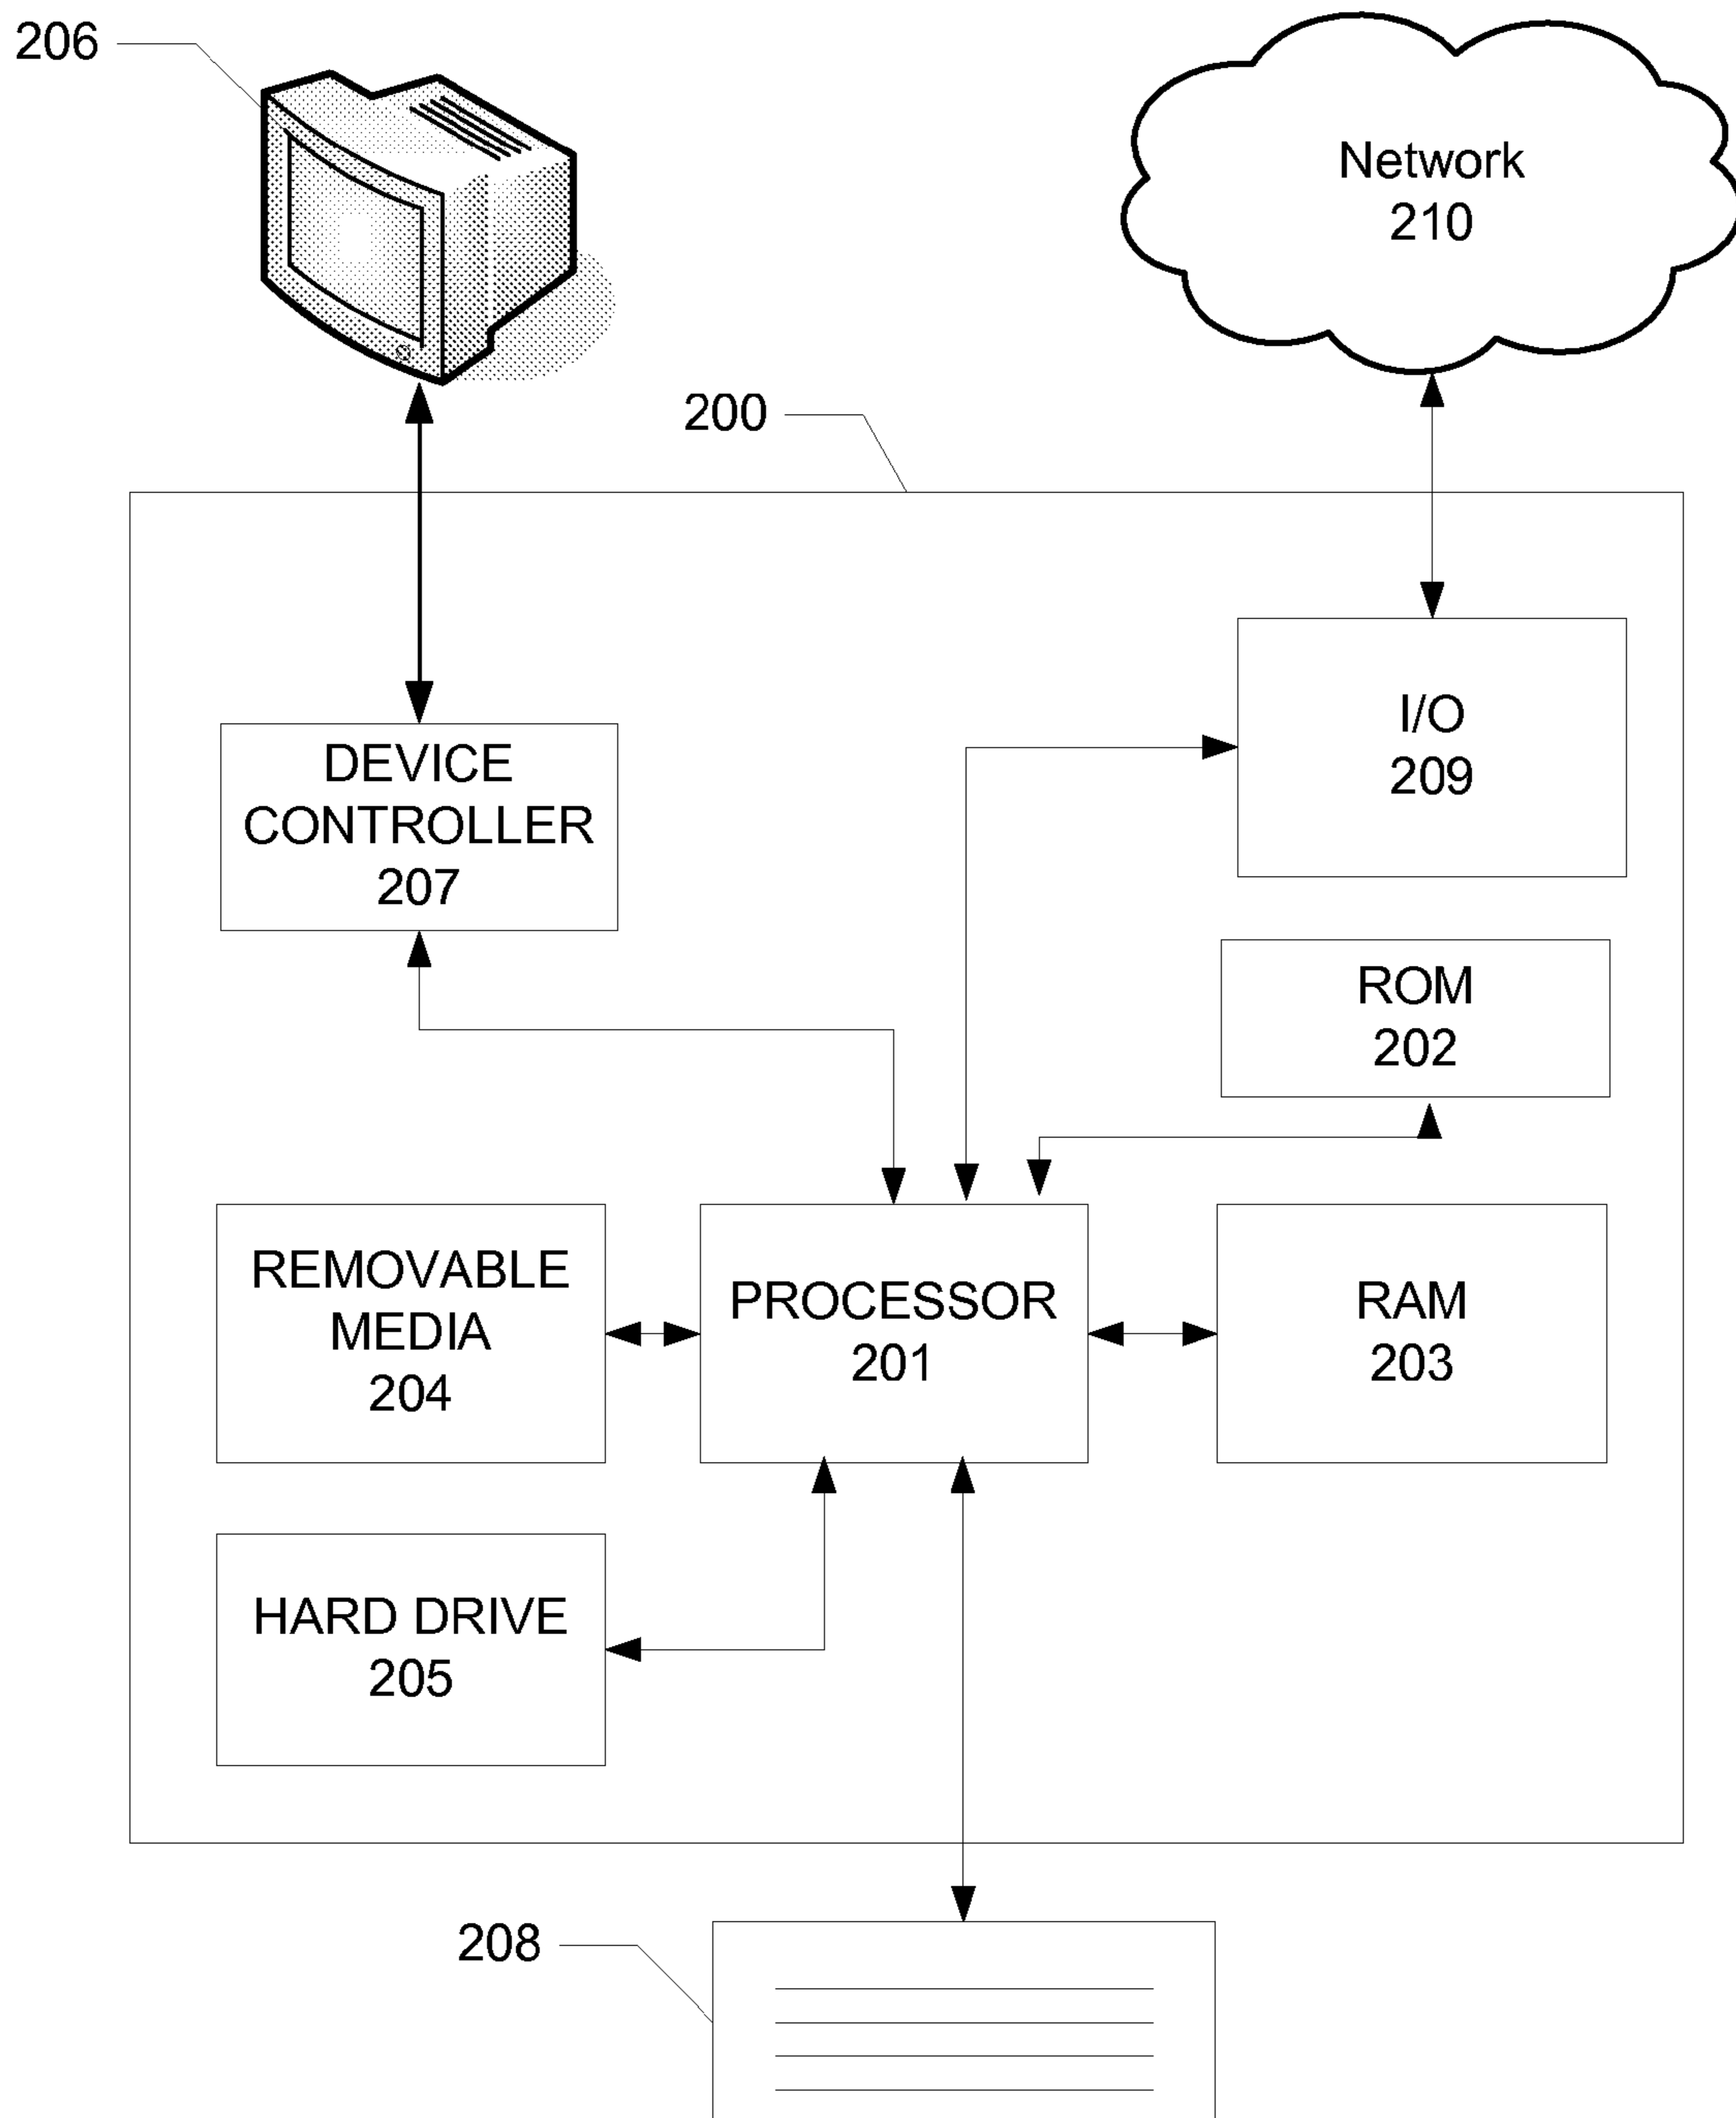 206
Network
210
200
I/O
209
DEVICE
CONTROLLER
207
ROM
202
REMOVABLE
MEDIA
204
PROCESSOR
201
RAM
203
HARD DRIVE
205
208